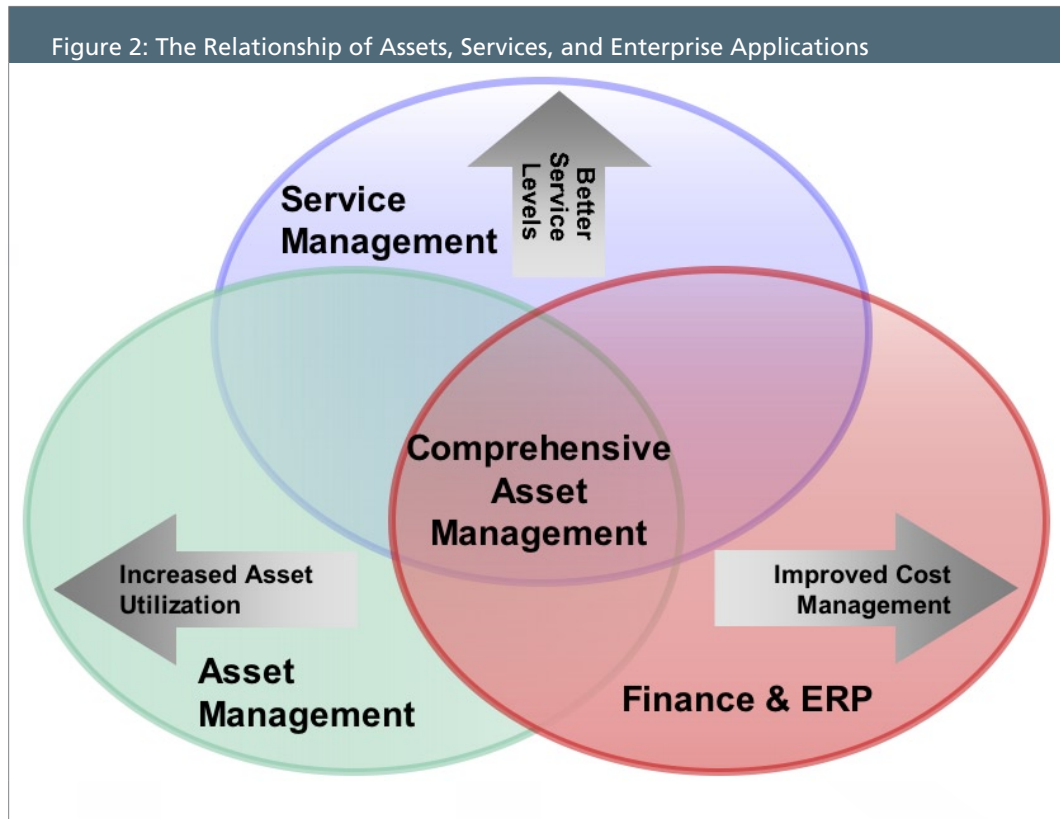 Figure 2: The Relationship of Assets, Services, and Enterprise Applications
Better
Service
Levels
Service
Management
Comprehensive
Asset
Management
Increased Asset
Utilization
Improved Cost
Management
Asset
Management
Finance & ERP